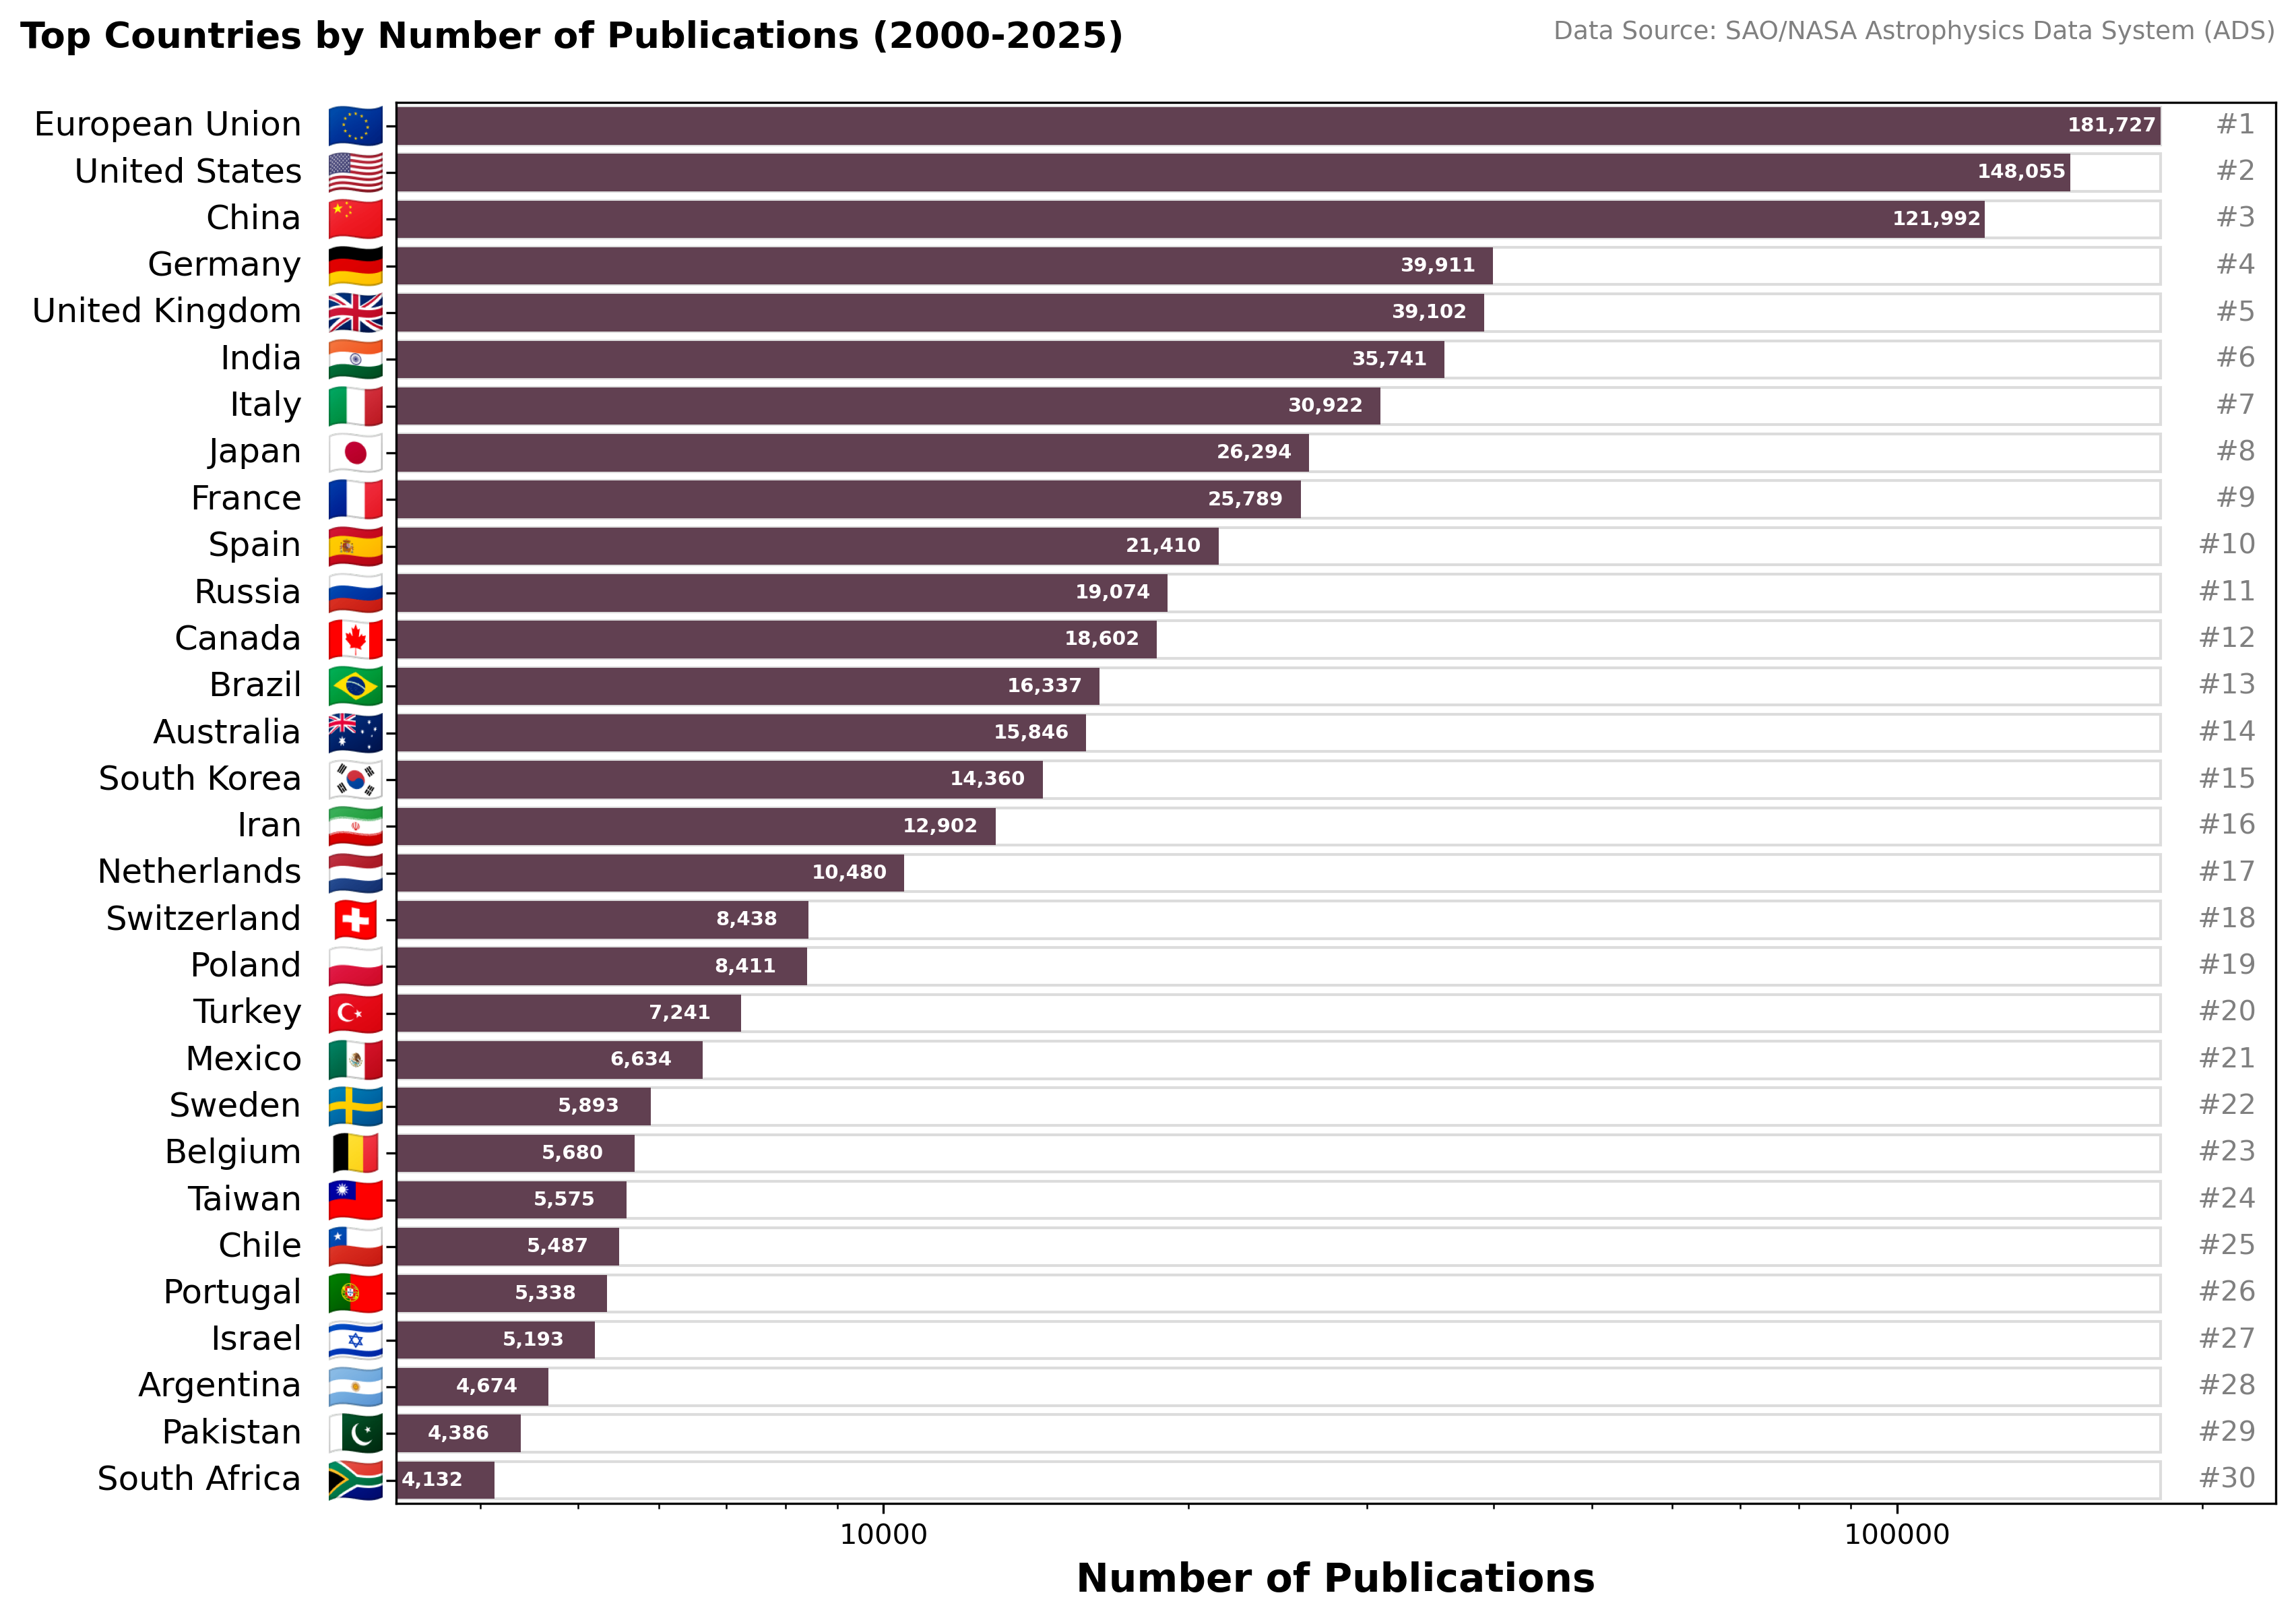 Top Countries by Number of Publications (2000-2025)
Data Source: SAO/NASA Astrophysics Data System (ADS)
European Union 181,727 #1
United States 148,055 #2
China 121,992 #3
Germany 39,911 #4
United Kingdom 39,102 #5
India 35,741 #6
Italy 30,922 #7
Japan 26,294 #8
France 25,789 #9
Spain 21,410 #10
Russia 19,074 #11
Canada 18,602 #12
Brazil 16,337 #13
Australia 15,846 #14
South Korea 14,360 #15
Iran 12,902 #16
Netherlands 10,480 #17
Switzerland 8,438 #18
Poland 8,411 #19
Turkey 7,241 #20
Mexico 6,634 #21
Sweden 5,893 #22
Belgium 5,680 #23
Taiwan 5,575 #24
Chile 5,487 #25
Portugal 5,338 #26
Israel 5,193 #27
Argentina 4,674 #28
Pakistan 4,386 #29
South Africa 4,132 #30
10000 100000
Number of Publications